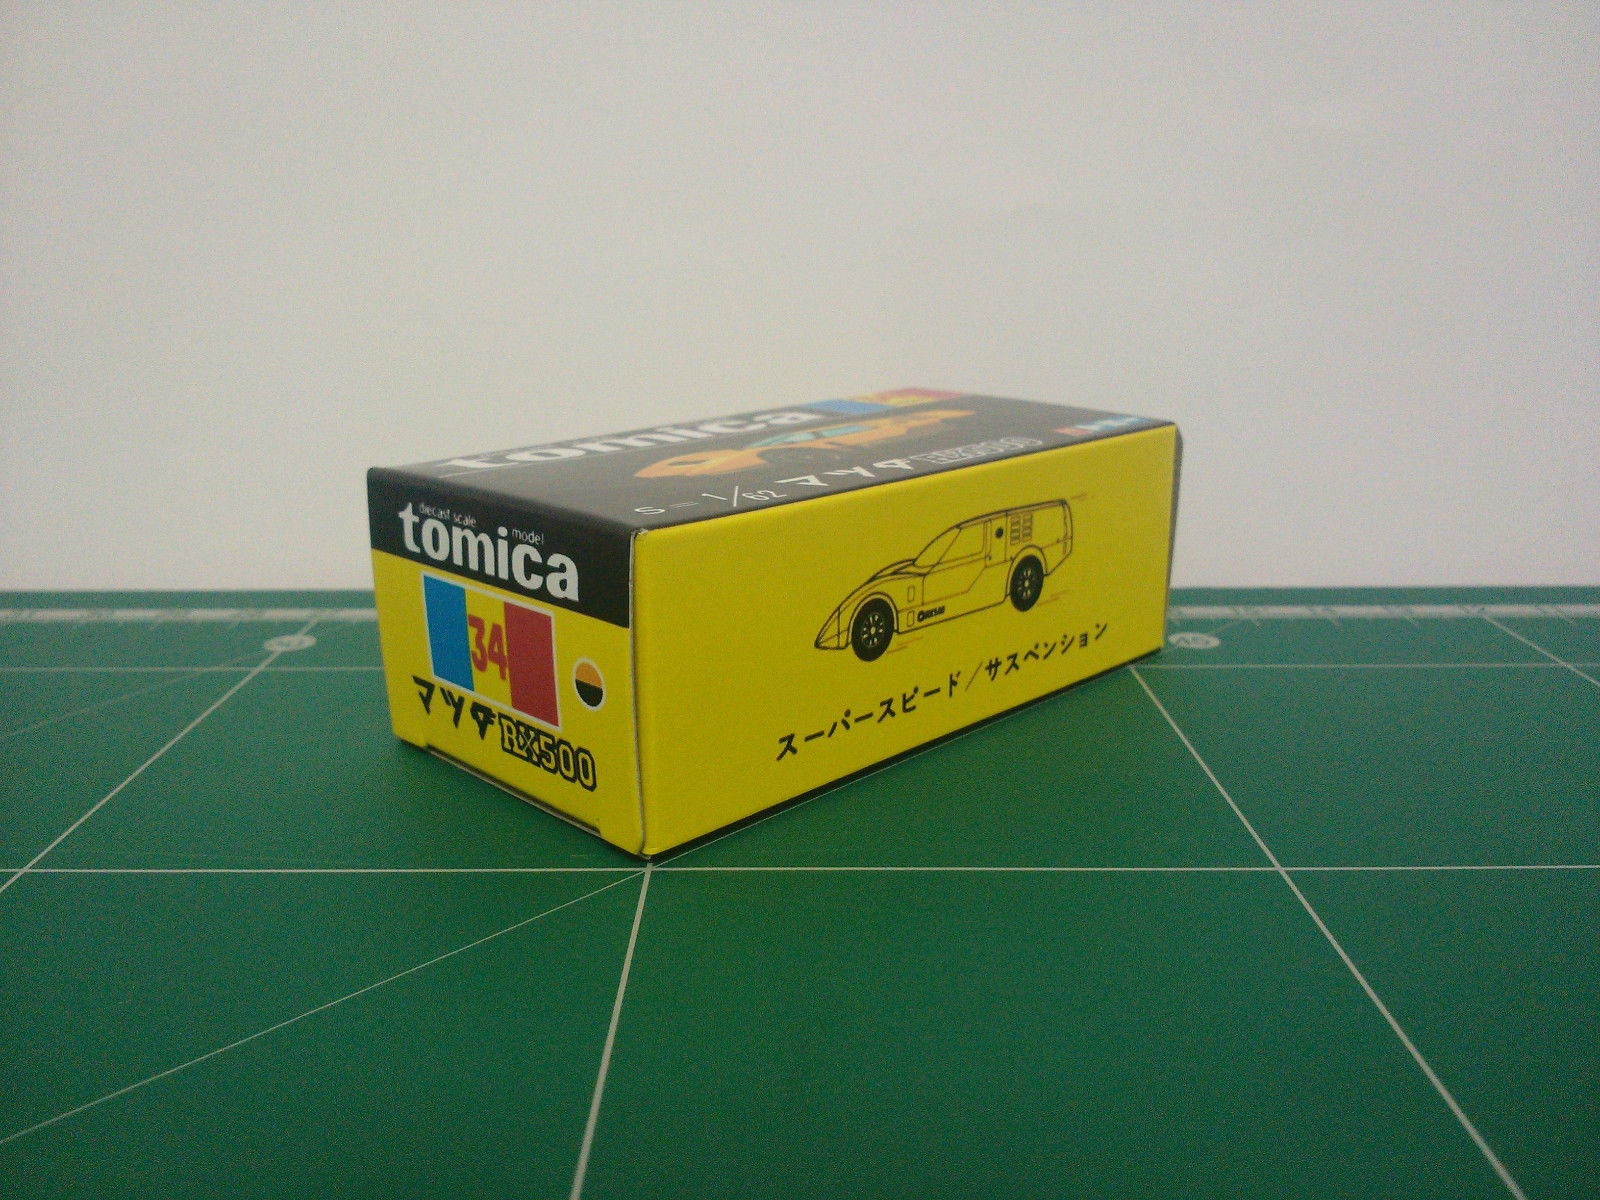 tomica
S=1/62 マツダ RX500
diecast scale model
tomica
34
マツダ RX500
スーパースピード/サスペンション
45